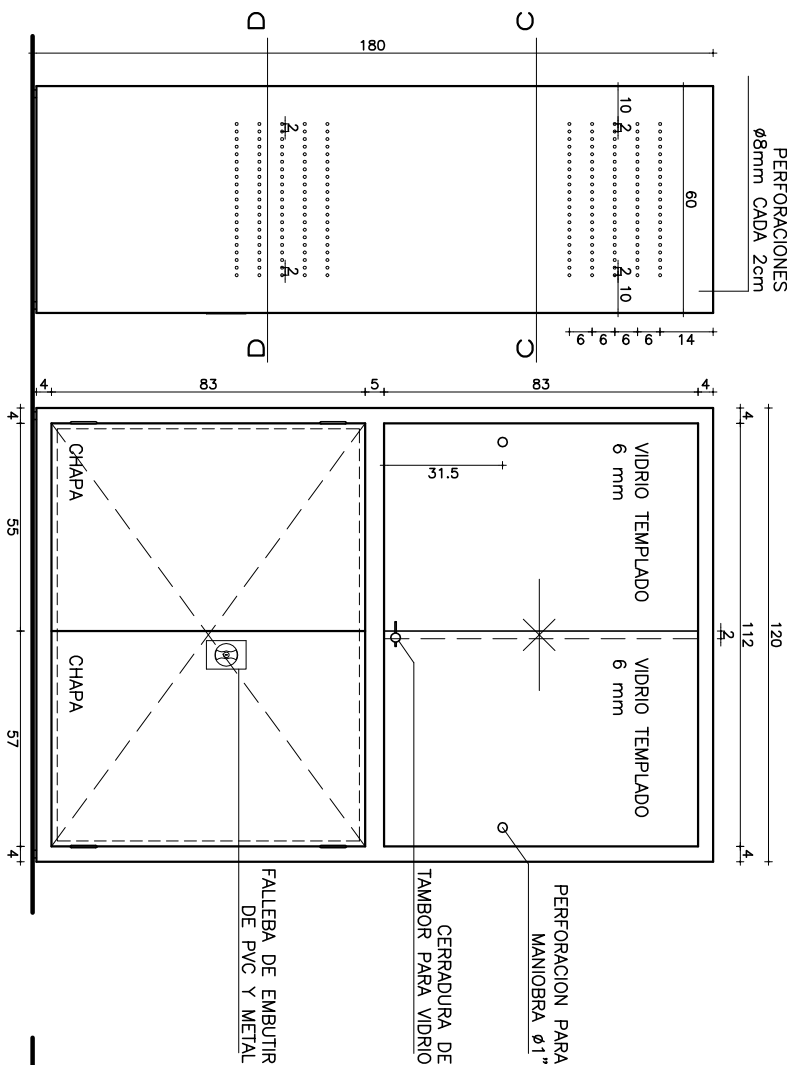 PERFORACIONES
ø8mm CADA 2cm
60
10
10
2
2
2
2
14
6
6
6
6
180
C
C
D
D
120
4
112
4
2
VIDRIO TEMPLADO
6 mm
VIDRIO TEMPLADO
6 mm
4
83
5
83
4
31.5
PERFORACION PARA
MANIOBRA ø1"
CERRADURA DE
TAMBOR PARA VIDRIO
CHAPA
CHAPA
FALLEBA DE EMBUTIR
DE PVC Y METAL
4
55
57
4